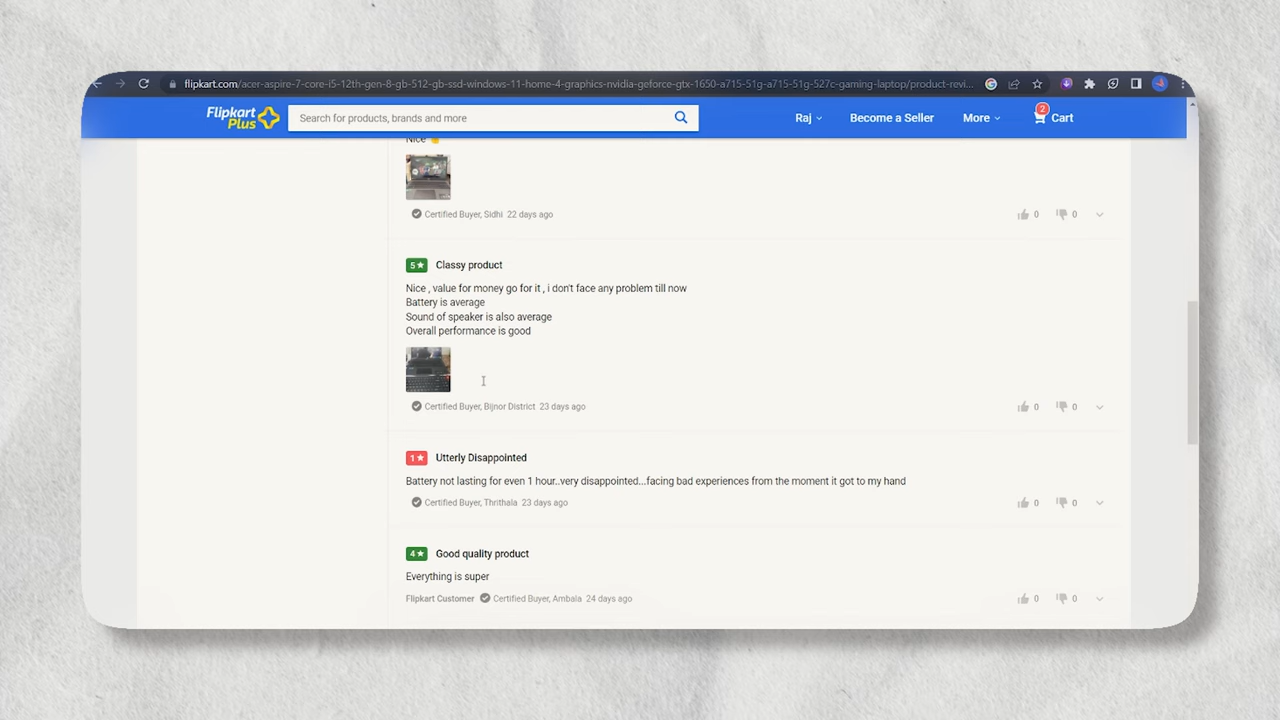 flipkart.com/acer-aspire-7-core-i5-12th-gen-8-gb-512-gb-ssd-windows-11-home-4-graphics-nvidia-geforce-gtx-1650-a715-51g-a715-51g-527c-gaming-laptop/product-revi...
Flipkart Plus
Search for products, brands and more
Raj
Become a Seller
More
2
Cart
Nice
Certified Buyer, Sidhi 22 days ago
0 0
5★ Classy product
Nice , value for money go for it , i don't face any problem till now
Battery is average
Sound of speaker is also average
Overall performance is good
Certified Buyer, Bijnor District 23 days ago
0 0
1★ Utterly Disappointed
Battery not lasting for even 1 hour..very disappointed...facing bad experiences from the moment it got to my hand
Certified Buyer, Thrithala 23 days ago
0 0
4★ Good quality product
Everything is super
Flipkart Customer Certified Buyer, Ambala 24 days ago
0 0